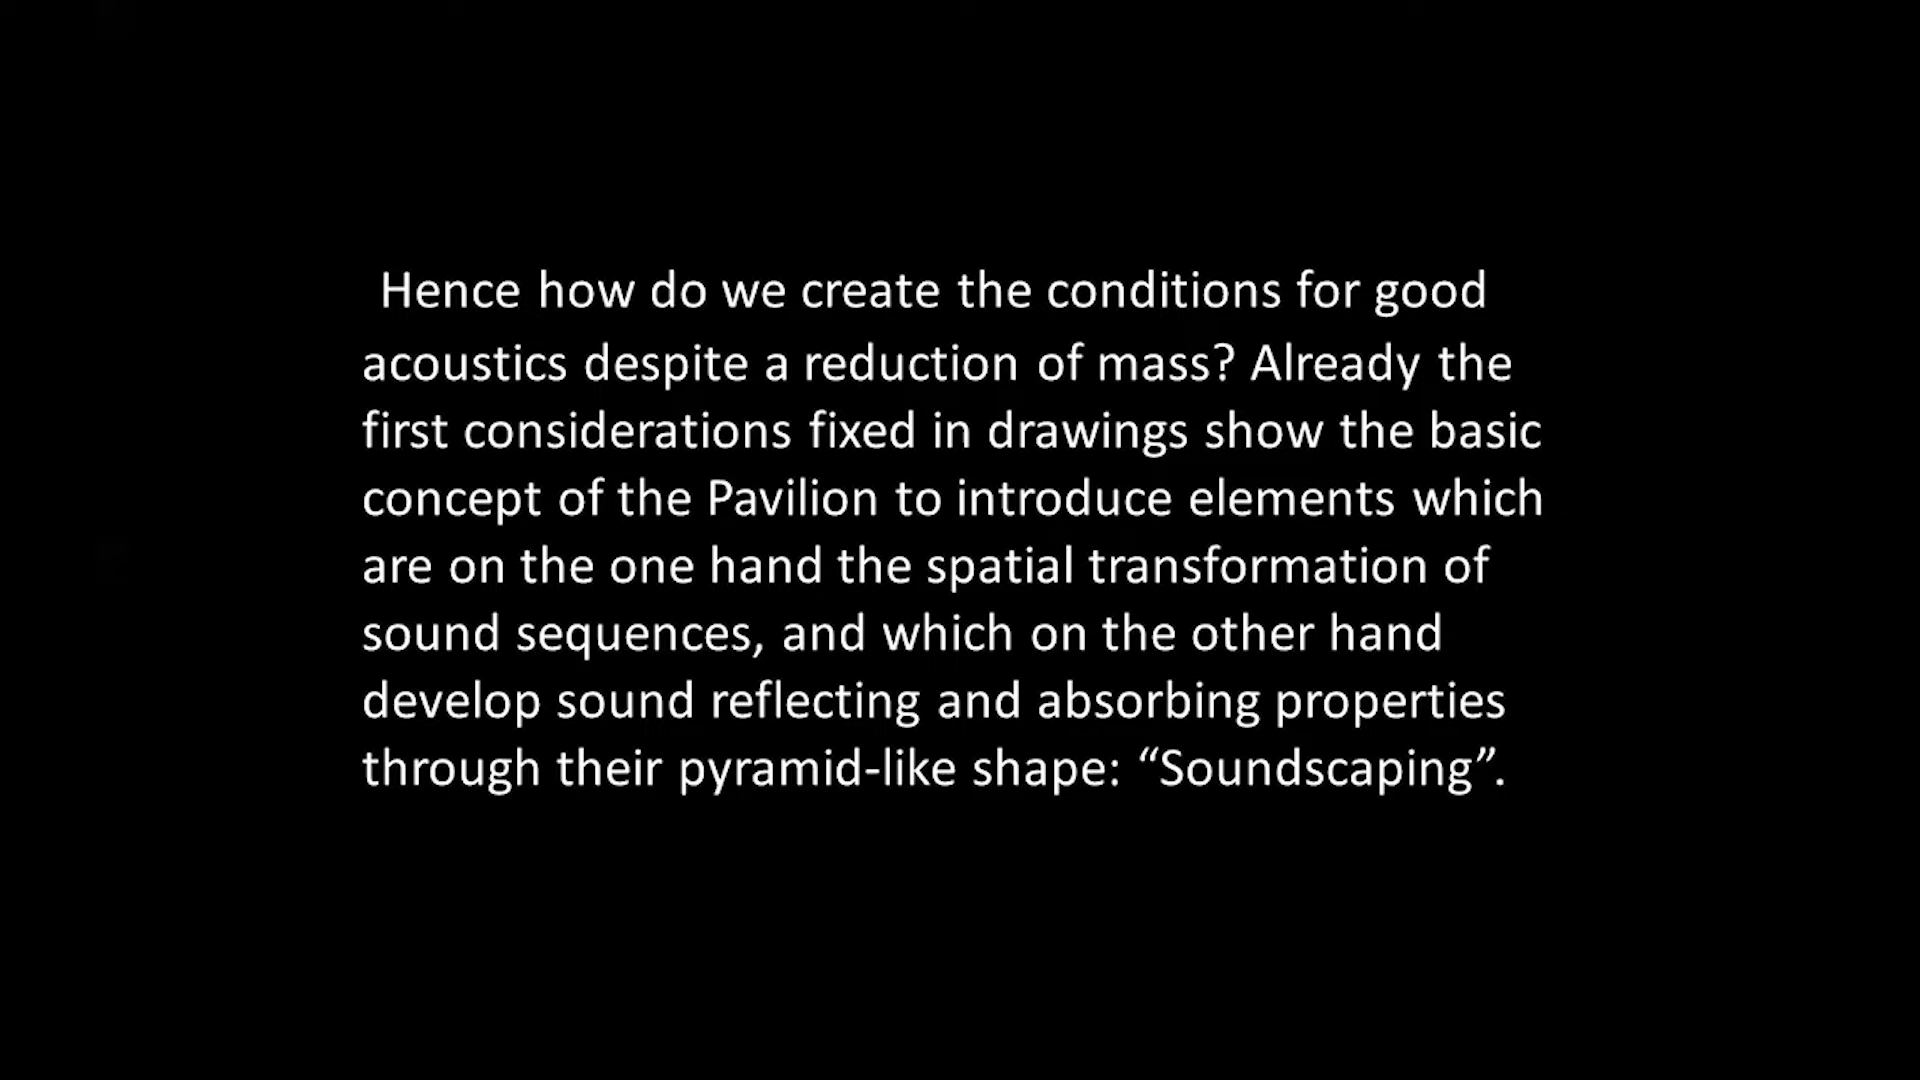 Hence how do we create the conditions for good
acoustics despite a reduction of mass? Already the
first considerations fixed in drawings show the basic
concept of the Pavilion to introduce elements which
are on the one hand the spatial transformation of
sound sequences, and which on the other hand
develop sound reflecting and absorbing properties
through their pyramid-like shape: “Soundscaping”.